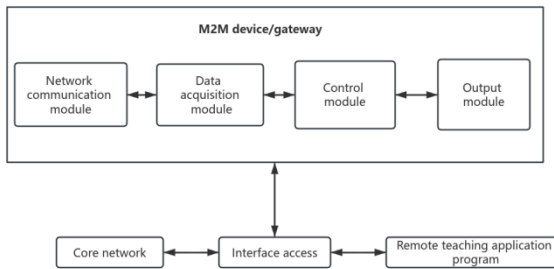 M2M device/gateway
Network
communication
module
Data
acquisition
module
Control
module
Output
module
Core network
Interface access
Remote teaching application
program